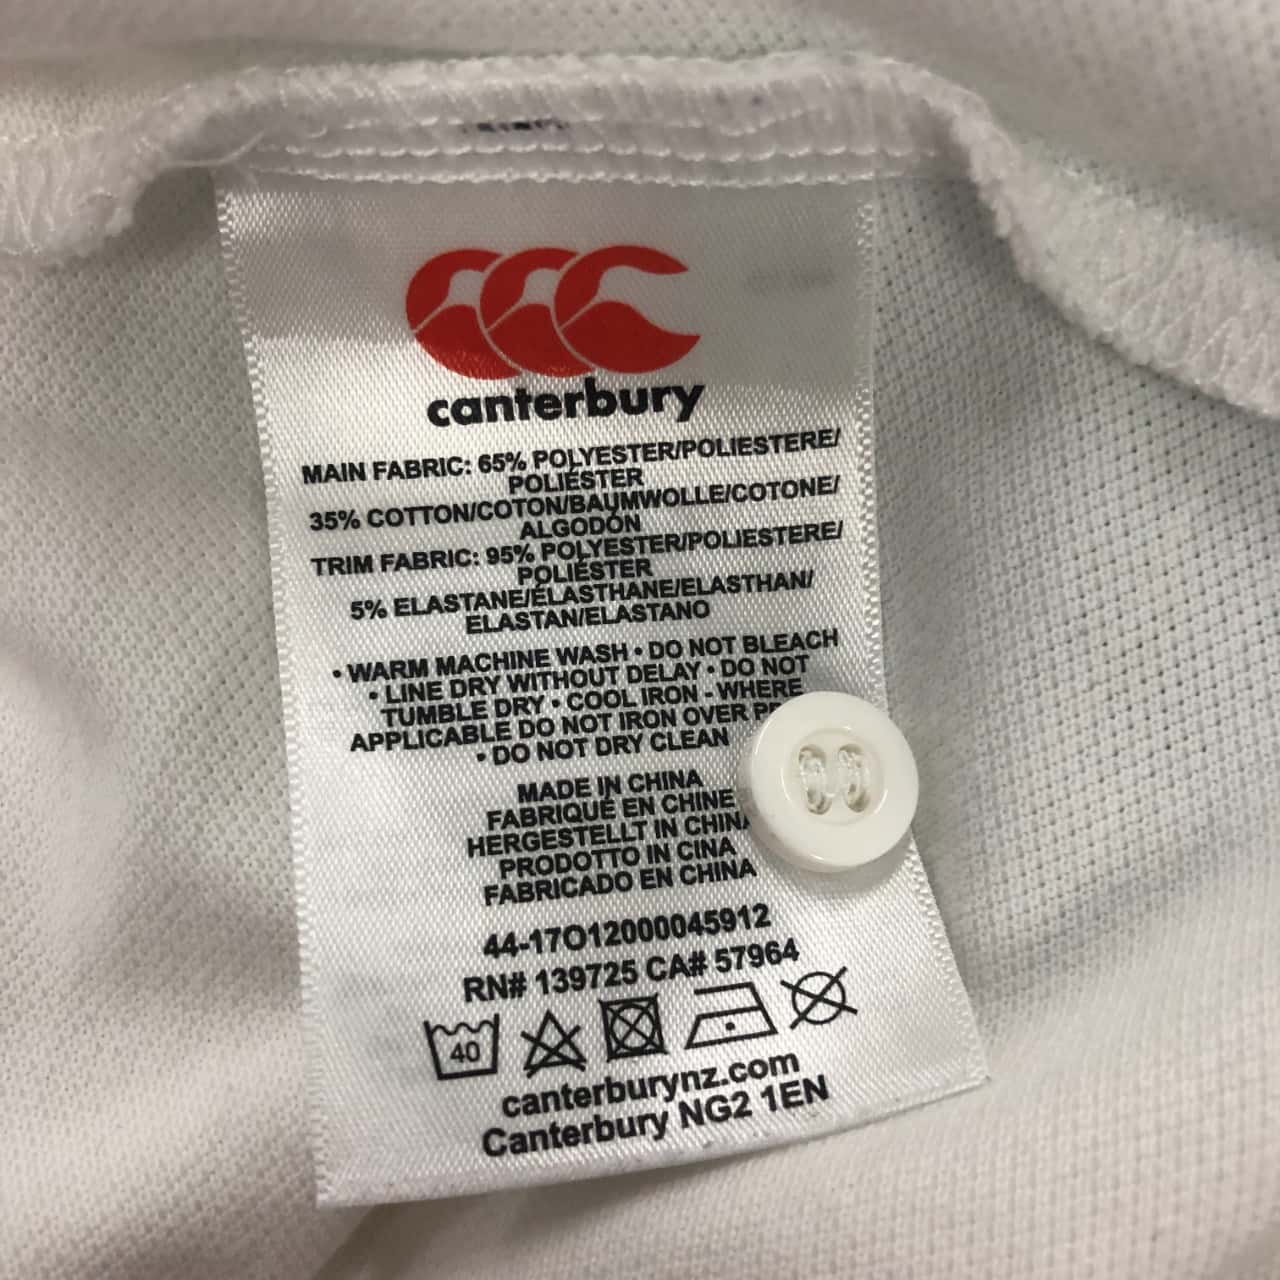 canterbury
MAIN FABRIC: 65% POLYESTER/POLIESTERE/
POLIÉSTER
35% COTTON/COTON/BAUMWOLLE/COTONE/
ALGODÓN
TRIM FABRIC: 95% POLYESTER/POLIESTERE/
POLIÉSTER
5% ELASTANE/ÉLASTHANE/ELASTHAN/
ELASTAN/ELASTANO
• WARM MACHINE WASH • DO NOT BLEACH
• LINE DRY WITHOUT DELAY • DO NOT
TUMBLE DRY • COOL IRON - WHERE
APPLICABLE DO NOT IRON OVER
• DO NOT DRY CLEAN
MADE IN CHINA
FABRIQUÉ EN CHINE
HERGESTELLT IN CHINA
PRODOTTO IN CINA
FABRICADO EN CHINA
44-17O12000045912
RN# 139725 CA# 57964
40
canterburynz.com
Canterbury NG2 1EN